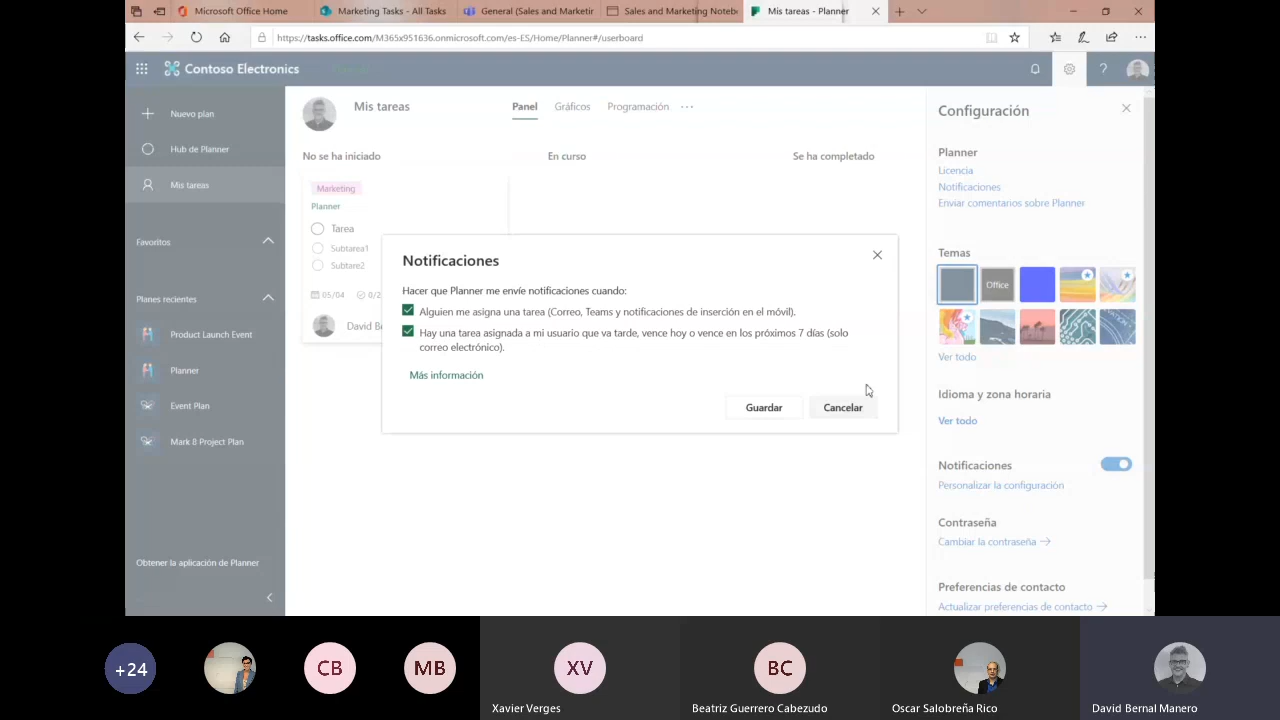 Microsoft Office Home
Marketing Tasks - All Tasks
General (Sales and Marketin
Sales and Marketing Noteb
Mis tareas - Planner
https://tasks.office.com/M365x951636.onmicrosoft.com/es-ES/Home/Planner#/userboard
Contoso Electronics
Nuevo plan
Hub de Planner
Mis tareas
Favoritos
Planes recientes
Product Launch Event
Planner
Event Plan
Mark 8 Project Plan
Obtener la aplicación de Planner
Mis tareas
Panel
Gráficos
Programación
No se ha iniciado
En curso
Se ha completado
Marketing
Planner
Tarea
Subtarea1
Subtare2
05/04
0/2
David Be
Notificaciones
Hacer que Planner me envíe notificaciones cuando:
Alguien me asigna una tarea (Correo, Teams y notificaciones de inserción en el móvil).
Hay una tarea asignada a mi usuario que va tarde, vence hoy o vence en los próximos 7 días (solo
correo electrónico).
Más información
Guardar
Cancelar
Configuración
Planner
Licencia
Notificaciones
Enviar comentarios sobre Planner
Temas
Office
Ver todo
Idioma y zona horaria
Ver todo
Notificaciones
Personalizar la configuración
Contraseña
Cambiar la contraseña
Preferencias de contacto
Actualizar preferencias de contacto
+24
CB
MB
XV
Xavier Verges
BC
Beatriz Guerrero Cabezudo
Oscar Salobreña Rico
David Bernal Manero